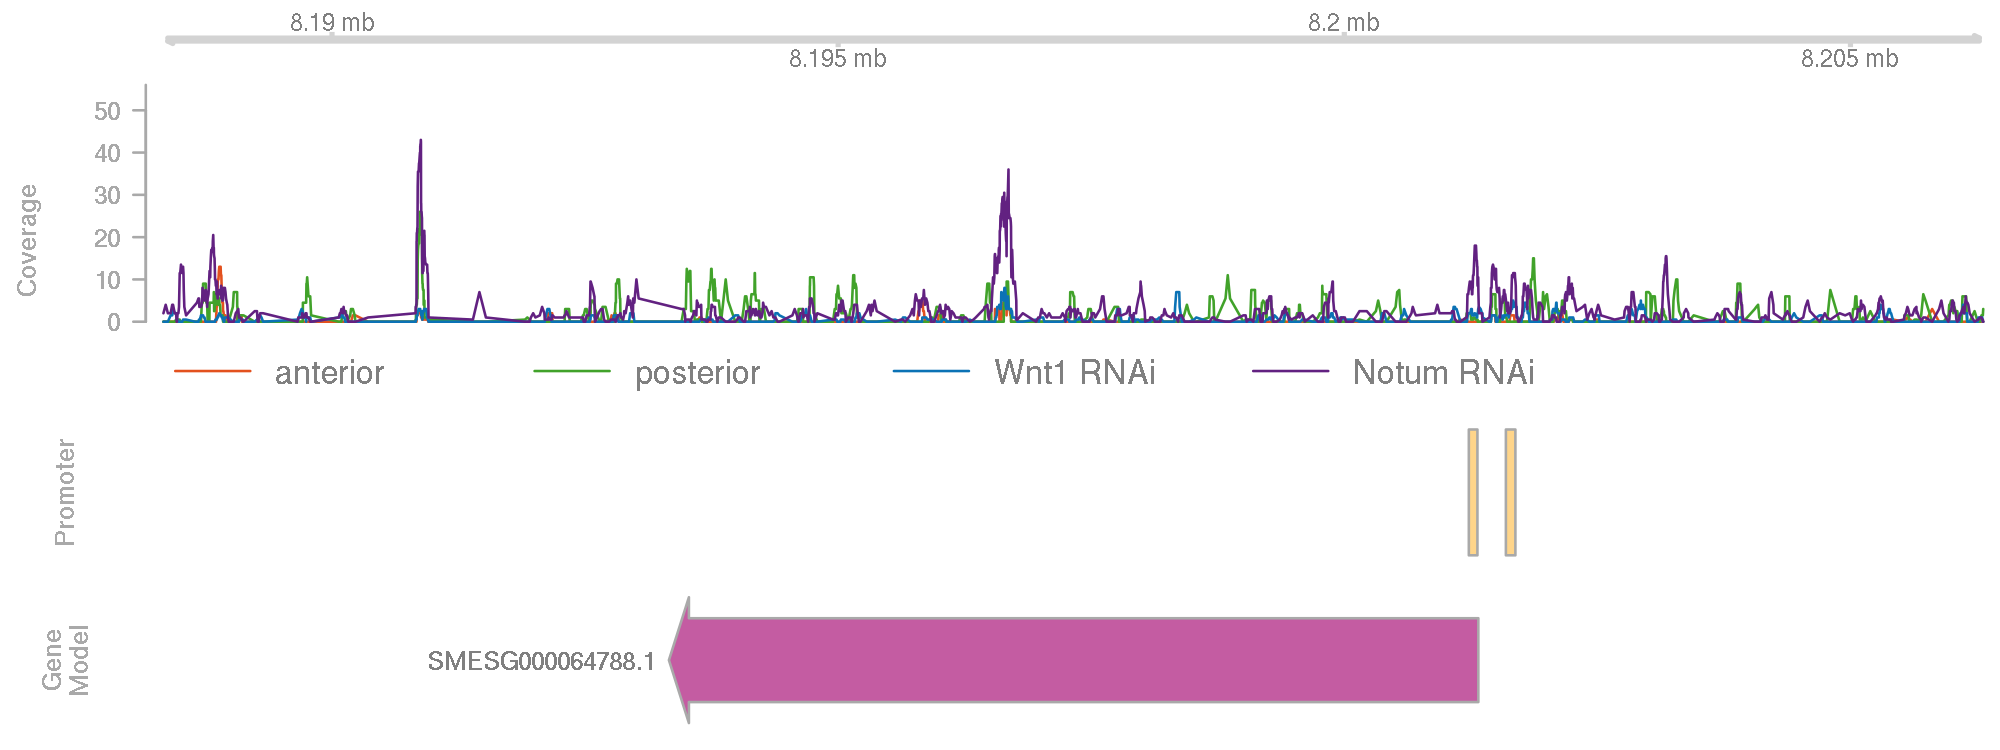 8.19 mb
8.2 mb
8.195 mb
8.205 mb
Coverage
50
40
30
20
10
0
anterior
posterior
Wnt1 RNAi
Notum RNAi
Promoter
Gene
Model
SMESG000064788.1